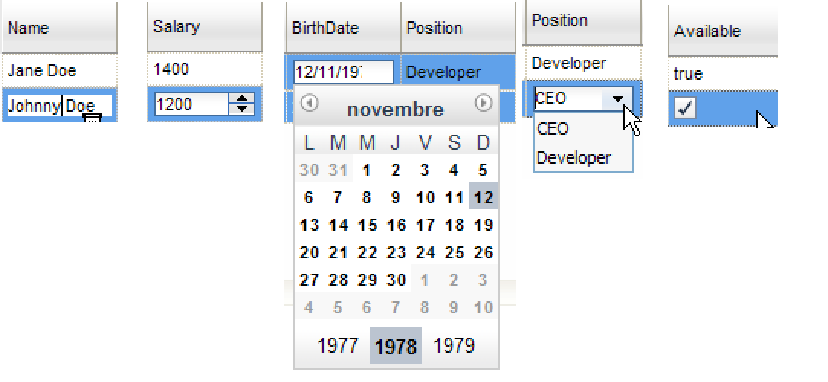 Name
Jane Doe
Johnny Doe
Salary
1400
1200
BirthDate Position
12/11/197 Developer
novembre
L M M J V S D
30 31 1 2 3 4 5
6 7 8 9 10 11 12
13 14 15 16 17 18 19
20 21 22 23 24 25 26
27 28 29 30 1 2 3
4 5 6 7 8 9 10
1977 1978 1979
Position
Developer
CEO
CEO
Developer
Available
true